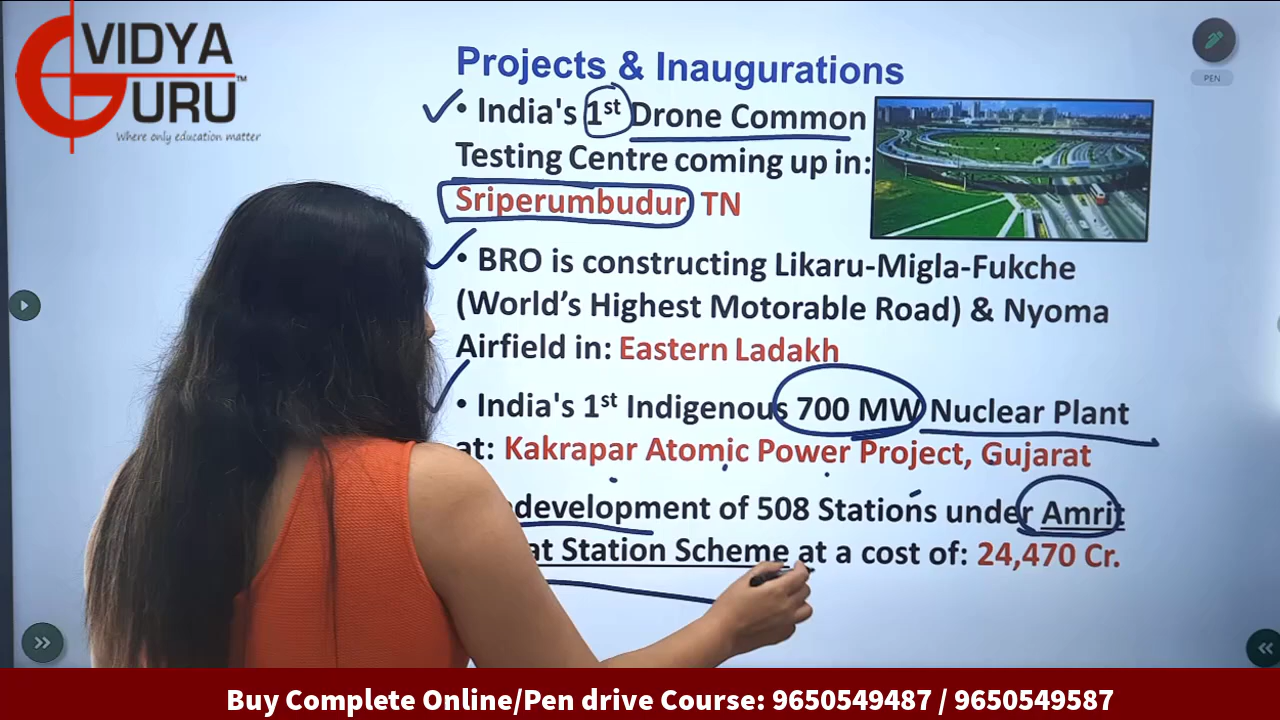 VIDYA
GURU
TM
Where only education matter
PEN
Projects & Inaugurations
• India's 1st Drone Common
Testing Centre coming up in:
Sriperumbudur TN
• BRO is constructing Likaru-Migla-Fukche
(World’s Highest Motorable Road) & Nyoma
Airfield in: Eastern Ladakh
• India's 1st Indigenous 700 MW Nuclear Plant
at: Kakrapar Atomic Power Project, Gujarat
development of 508 Stations under Amrit
at Station Scheme at a cost of: 24,470 Cr.
Buy Complete Online/Pen drive Course: 9650549487 / 9650549587